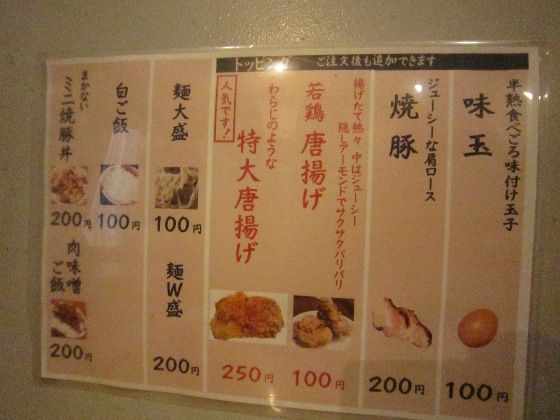 トッピング ご注文後も追加できます
半熟食べごろ味付け玉子
味玉
100円
ジューシーな肩ロース
焼豚
200円
揚げたて熱々 中はジューシー
隠しアーモンドでサクサクパリパリ
若鶏 唐揚げ
100円
わらじのような
特大唐揚げ
人気です!
250円
麺大盛
100円
麺W盛
200円
白ご飯
100円
まかない
ミニ焼豚丼
200円
肉味噌
ご飯
200円